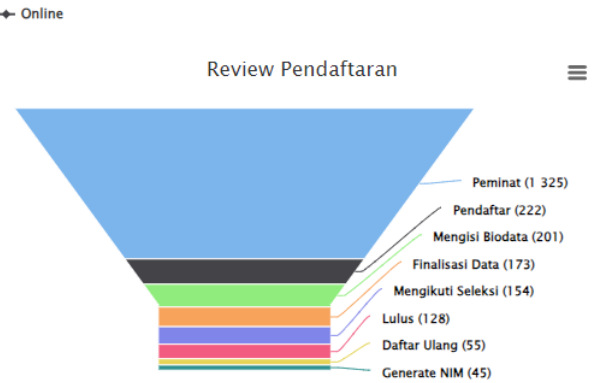 Online
Review Pendaftaran
Peminat (1 325)
Pendaftar (222)
Mengisi Biodata (201)
Finalisasi Data (173)
Mengikuti Seleksi (154)
Lulus (128)
Daftar Ulang (55)
Generate NIM (45)